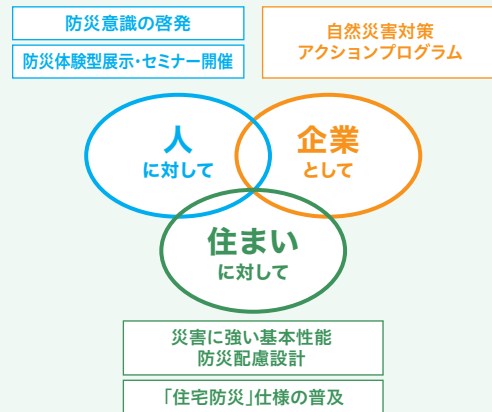 防災意識の啓発
防災体験型展示・セミナー開催
自然災害対策
アクションプログラム
人
に対して
企業
として
住まい
に対して
災害に強い基本性能
防災配慮設計
「住宅防災」仕様の普及